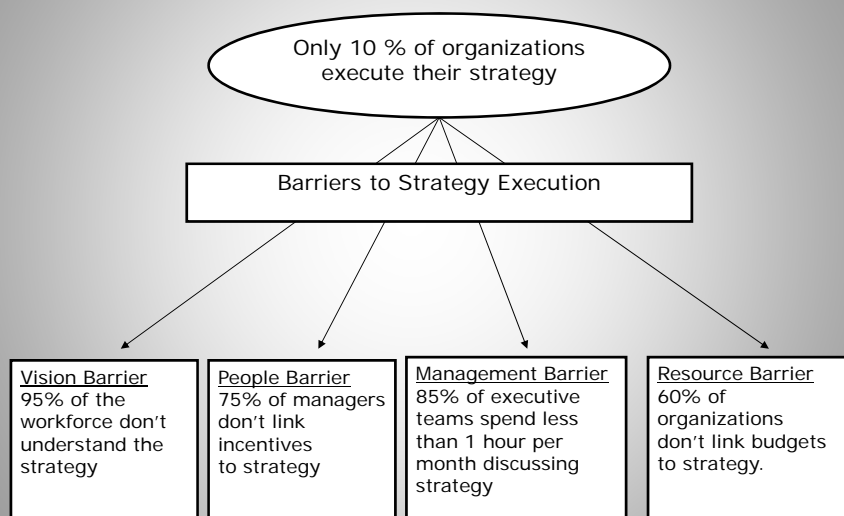 Only 10 % of organizations
execute their strategy
Barriers to Strategy Execution
Vision Barrier
95% of the
workforce don't
understand the
strategy
People Barrier
75% of managers
don't link
incentives
to strategy
Management Barrier
85% of executive
teams spend less
than 1 hour per
month discussing
strategy
Resource Barrier
60% of
organizations
don't link budgets
to strategy.